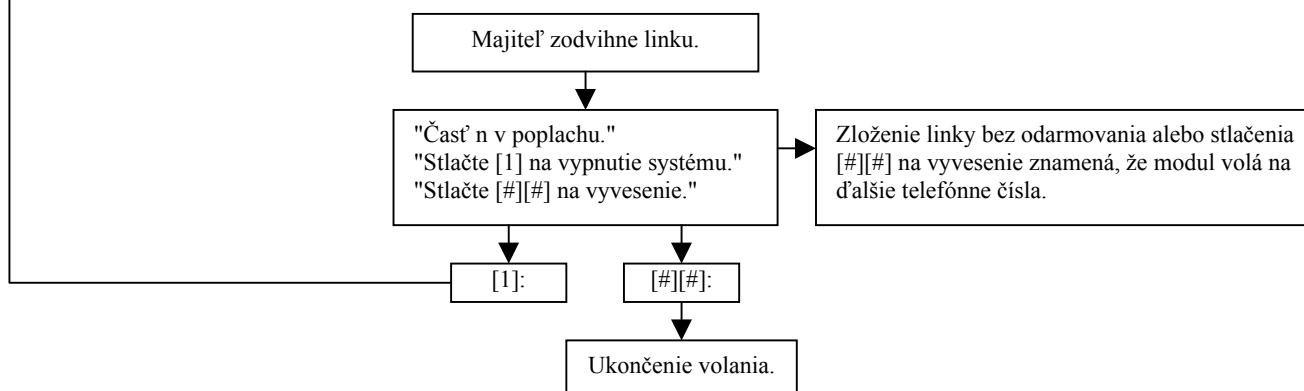 Majiteľ zodvihne linku.
"Časť n v poplachu."
"Stlačte [1] na vypnutie systému."
"Stlačte [#][#] na vyvesenie."
Zloženie linky bez odarmovania alebo stlačenia
[#][#] na vyvesenie znamená, že modul volá na
ďalšie telefónne čísla.
[1]:
[#][#]:
Ukončenie volania.